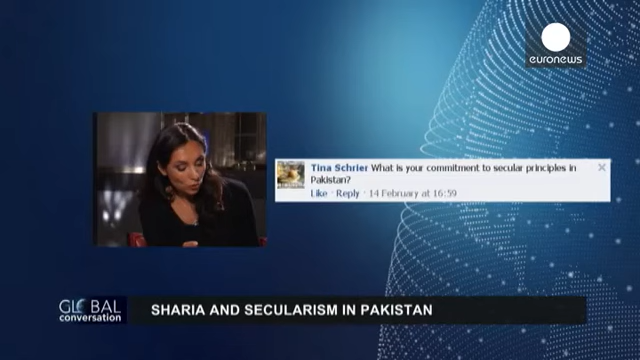 euronews
Tina Schrier What is your commitment to secular principles in
Pakistan?
Like · Reply · 14 February at 16:59
GLOBAL
conversation
SHARIA AND SECULARISM IN PAKISTAN